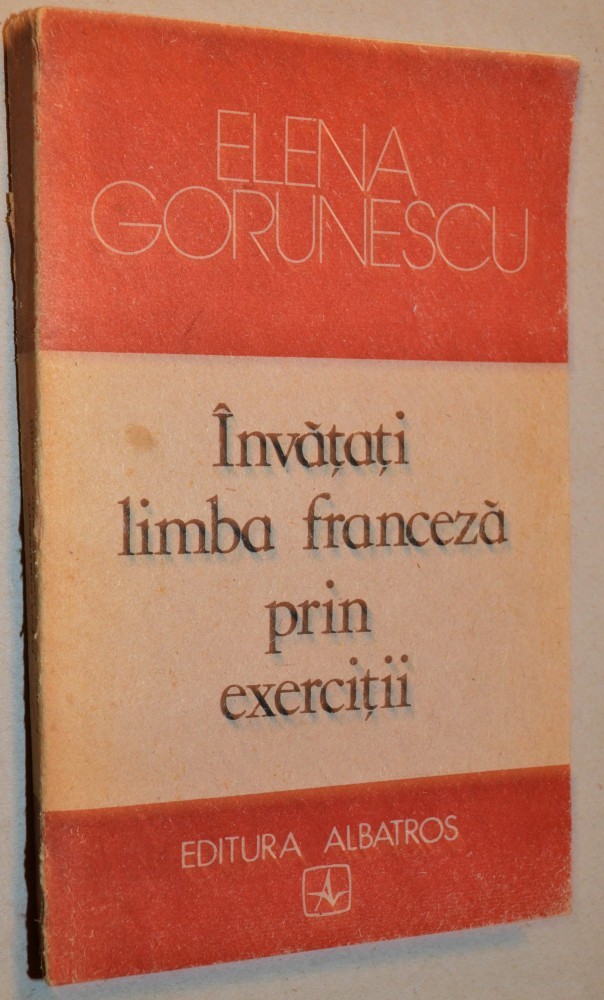 ELENA
GORUNESCU
Învățați
limba franceză
prin
exerciții
EDITURA ALBATROS